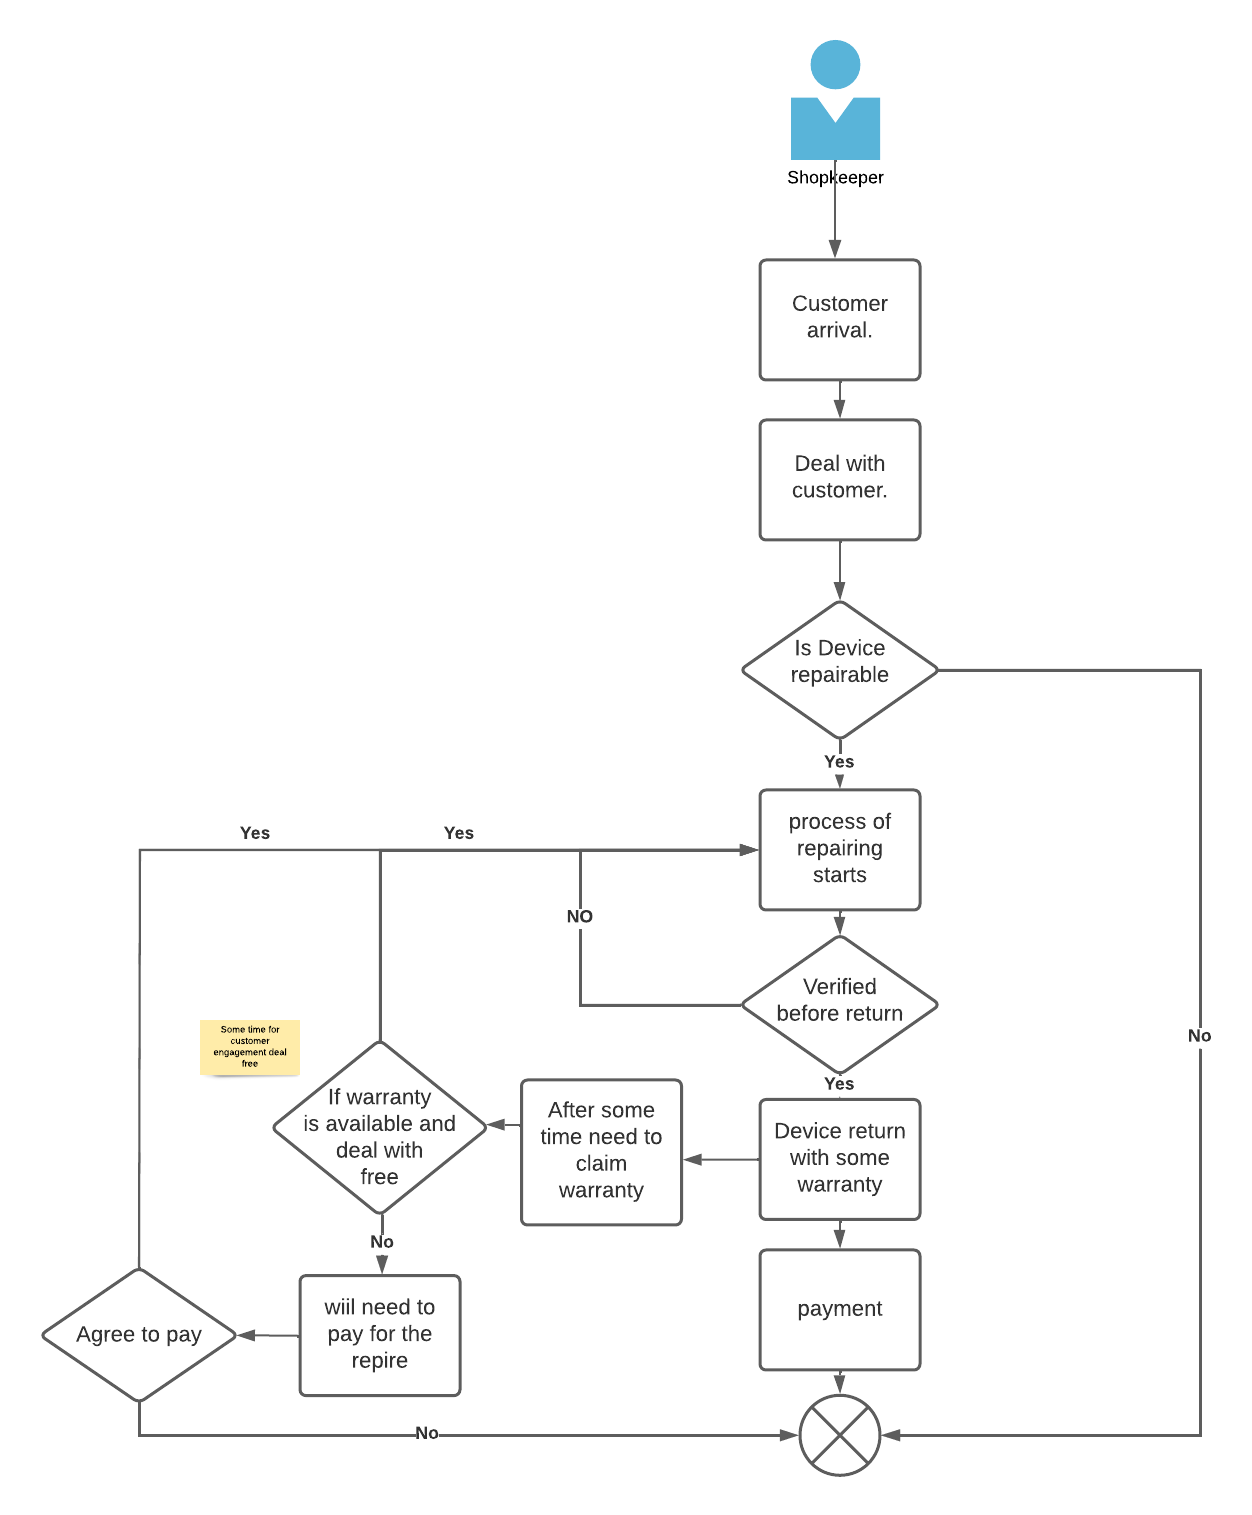 Shopkeeper
Customer
arrival.
Deal with
customer.
Is Device
repairable
Yes
process of
repairing
starts
Yes
Yes
NO
Verified
before return
No
Some time for
customer
engagement deal
free
Yes
If warranty
is available and
deal with
free
After some
time need to
claim
warranty
Device return
with some
warranty
No
payment
wiil need to
pay for the
repire
Agree to pay
No